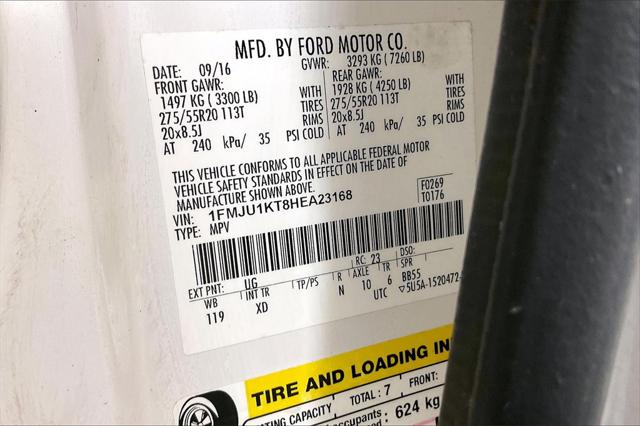 MFD. BY FORD MOTOR CO.
DATE: 09/16 GVWR: 3293 KG (7260 LB)
FRONT GAWR: REAR GAWR:
1497 KG (3300 LB) WITH 1928 KG (4250 LB) WITH
275/55R20 113T TIRES 275/55R20 113T TIRES
20x8.5J RIMS 20x8.5J RIMS
AT 240 kPa/ 35 PSI COLD AT 240 kPa/ 35 PSI COLD
THIS VEHICLE CONFORMS TO ALL APPLICABLE FEDERAL MOTOR
VEHICLE SAFETY STANDARDS IN EFFECT ON THE DATE OF
MANUFACTURE SHOWN ABOVE.
VIN: 1FMJU1KT8HEA23168 F0269
TYPE: MPV T0176
EXT PNT: UG RC: 23 DSO:
WB INT TR TP/PS R AXLE TR SPR
119 XD N 10 6 BB55
UTC ▽5U5A-1520472-
TIRE AND LOADING IN
TING CAPACITY TOTAL: 7 FRONT:
occupants 624 kg